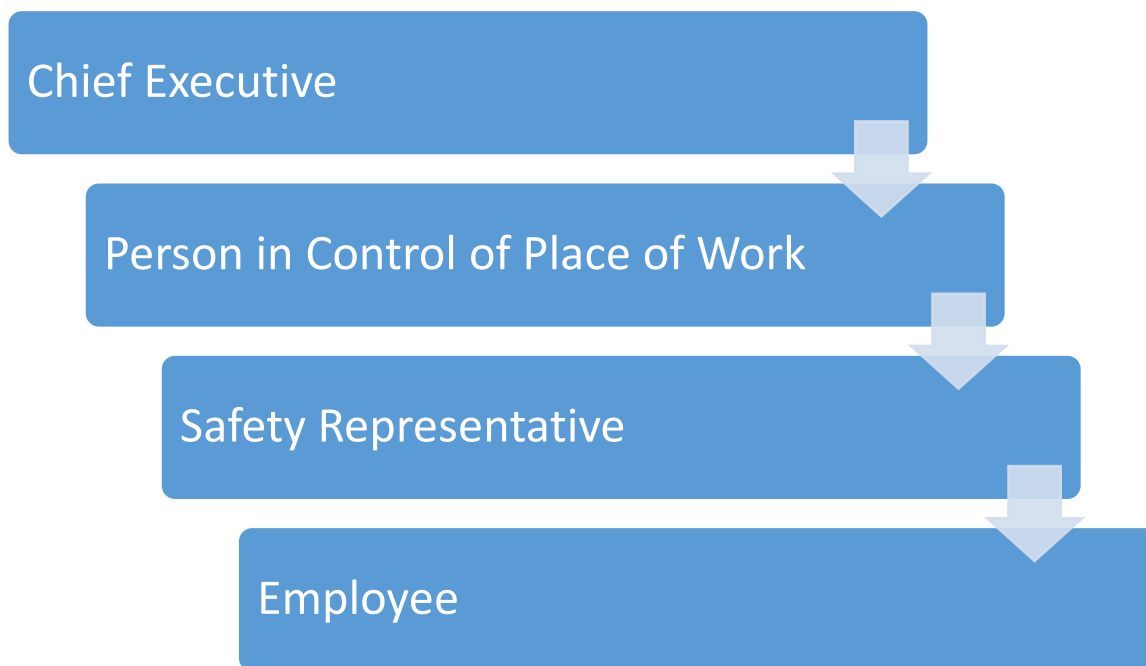 Chief Executive
Person in Control of Place of Work
Safety Representative
Employee